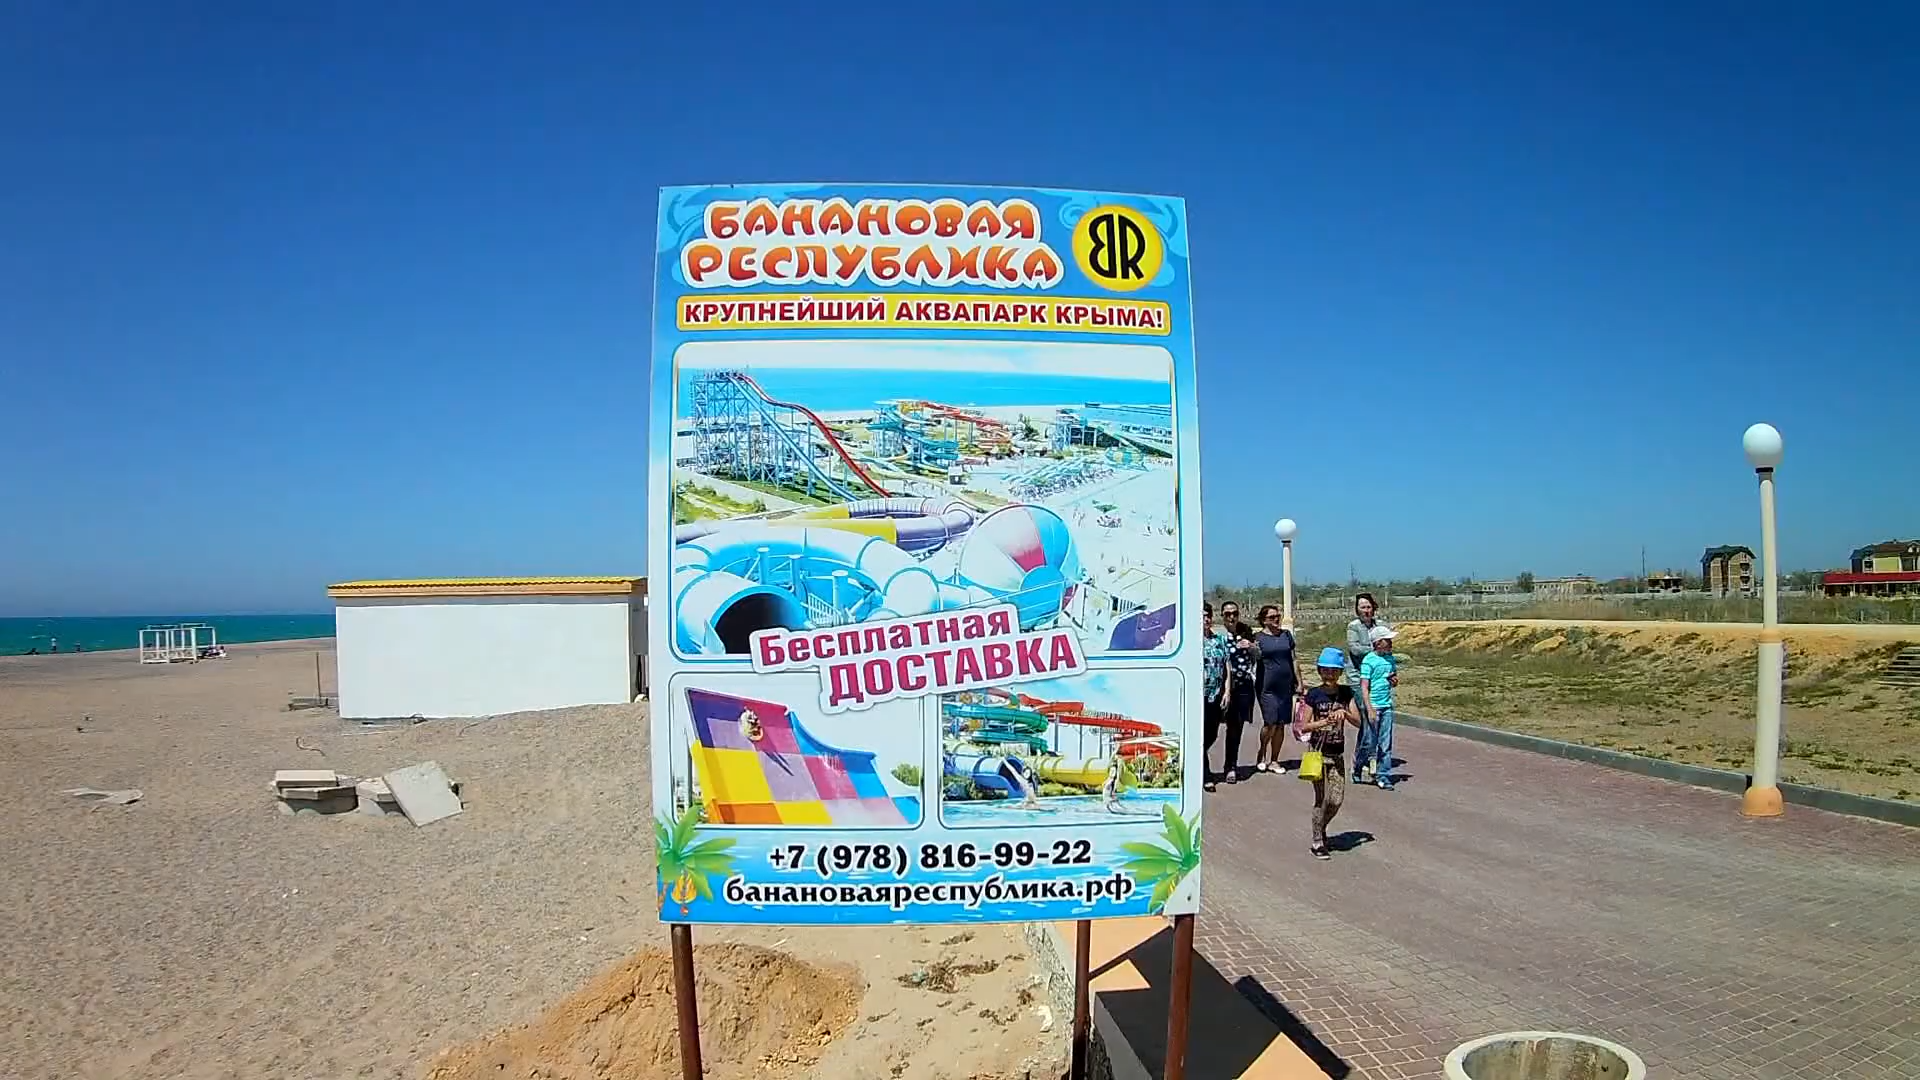 БАНАНОВАЯ
РЕСПУБЛИКА
BR
КРУПНЕЙШИЙ АКВАПАРК КРЫМА!
Бесплатная
ДОСТАВКА
+7 (978) 816-99-22
банановаяреспублика.рф